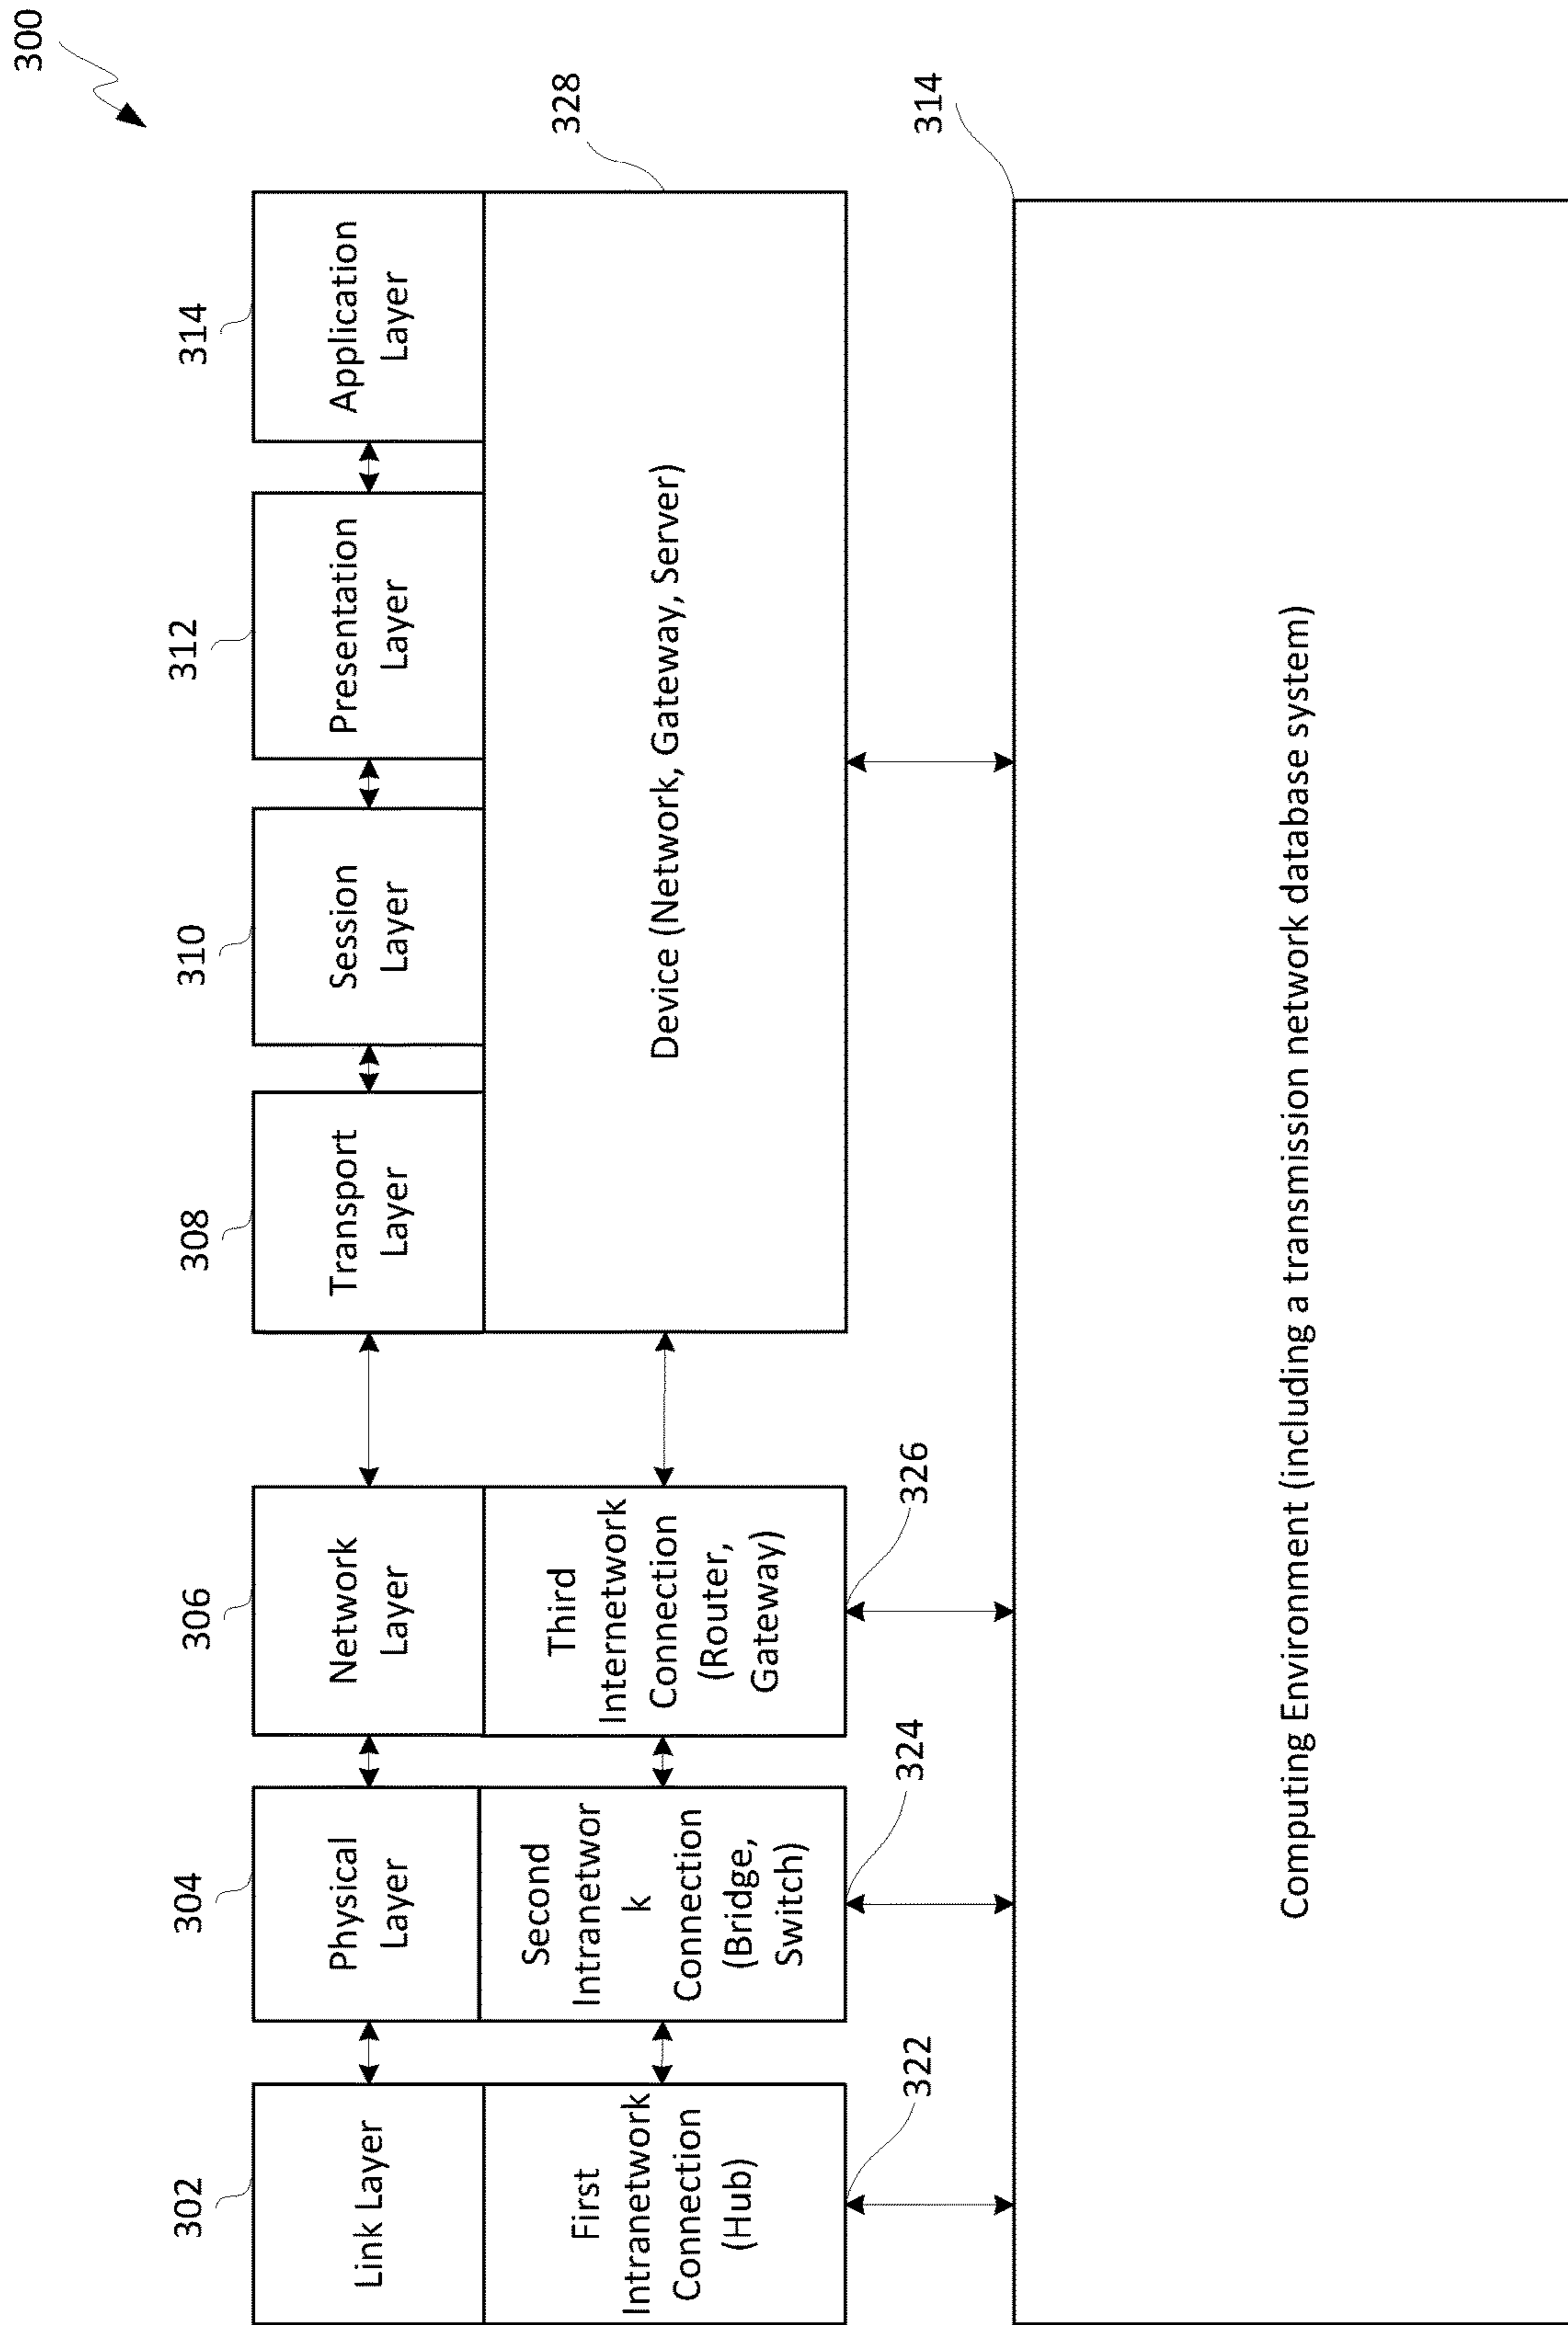 300
302
304
306
308
310
312
314
Link Layer
Physical
Layer
Network
Layer
Transport
Layer
Session
Layer
Presentation
Layer
Application
Layer
First
Intranetwork
Connection
(Hub)
Second
Intranetwor
k
Connection
(Bridge,
Switch)
Third
Internetwork
Connection
(Router,
Gateway)
Device (Network, Gateway, Server)
328
322
324
326
314
Computing Environment (including a transmission network database system)